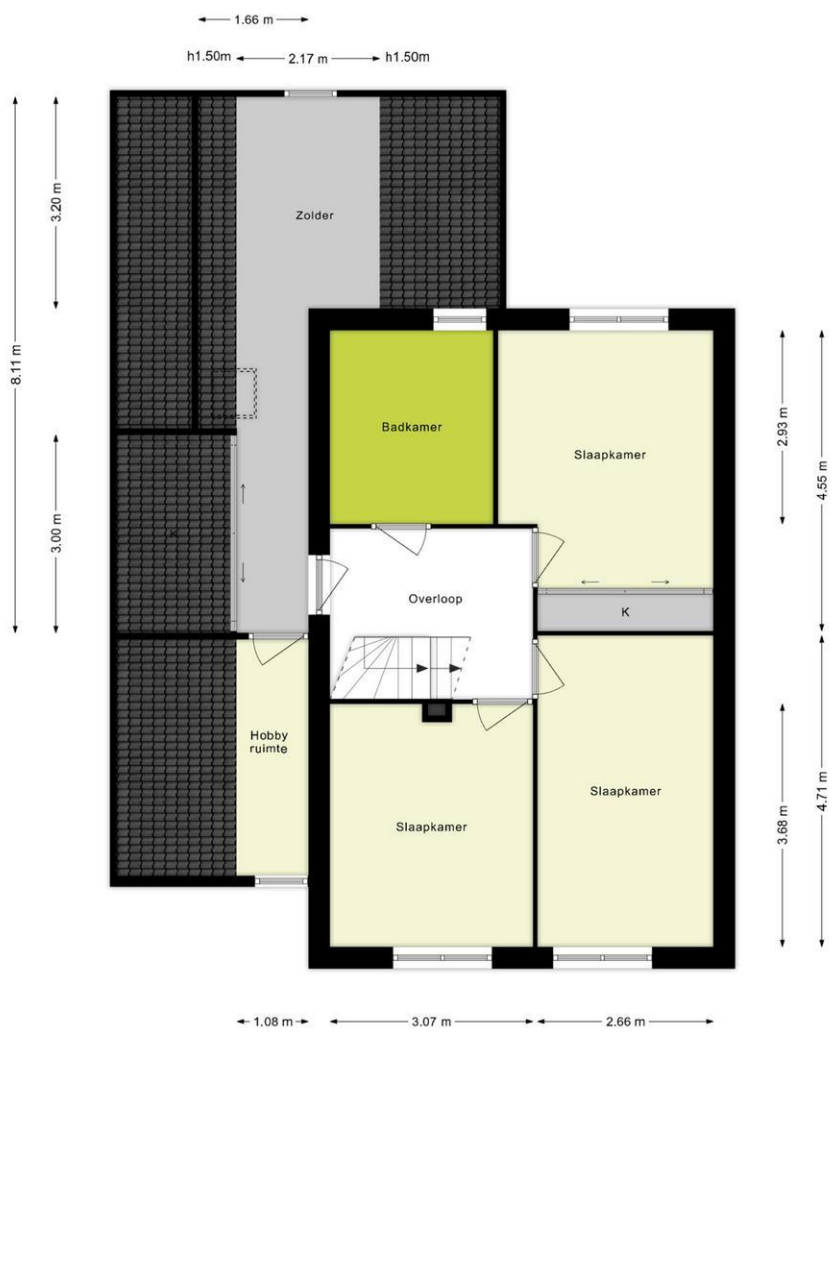 1.66 m
h1.50m
2.17 m
h1.50m
3.20 m
Zolder
8.11 m
Badkamer
2.93 m
Slaapkamer
4.55 m
3.00 m
K
Overloop
K
Hobby
ruimte
Slaapkamer
4.71 m
Slaapkamer
3.68 m
1.08 m
3.07 m
2.66 m